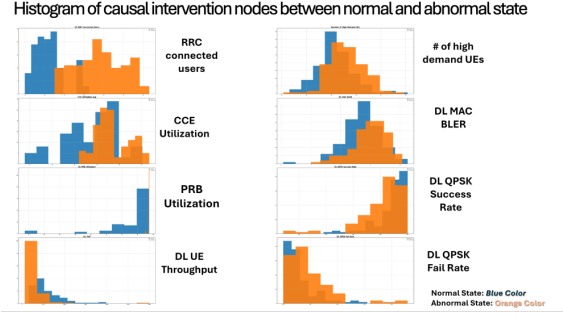 Histogram of causal intervention nodes between normal and abnormal state
RRC
connected
users
# of high
demand UEs
CCE
Utilization
DL MAC
BLER
PRB
Utilization
DL QPSK
Success
Rate
DL UE
Throughput
DL QPSK
Fail Rate
Normal State: Blue Color
Abnormal State: Orange Color